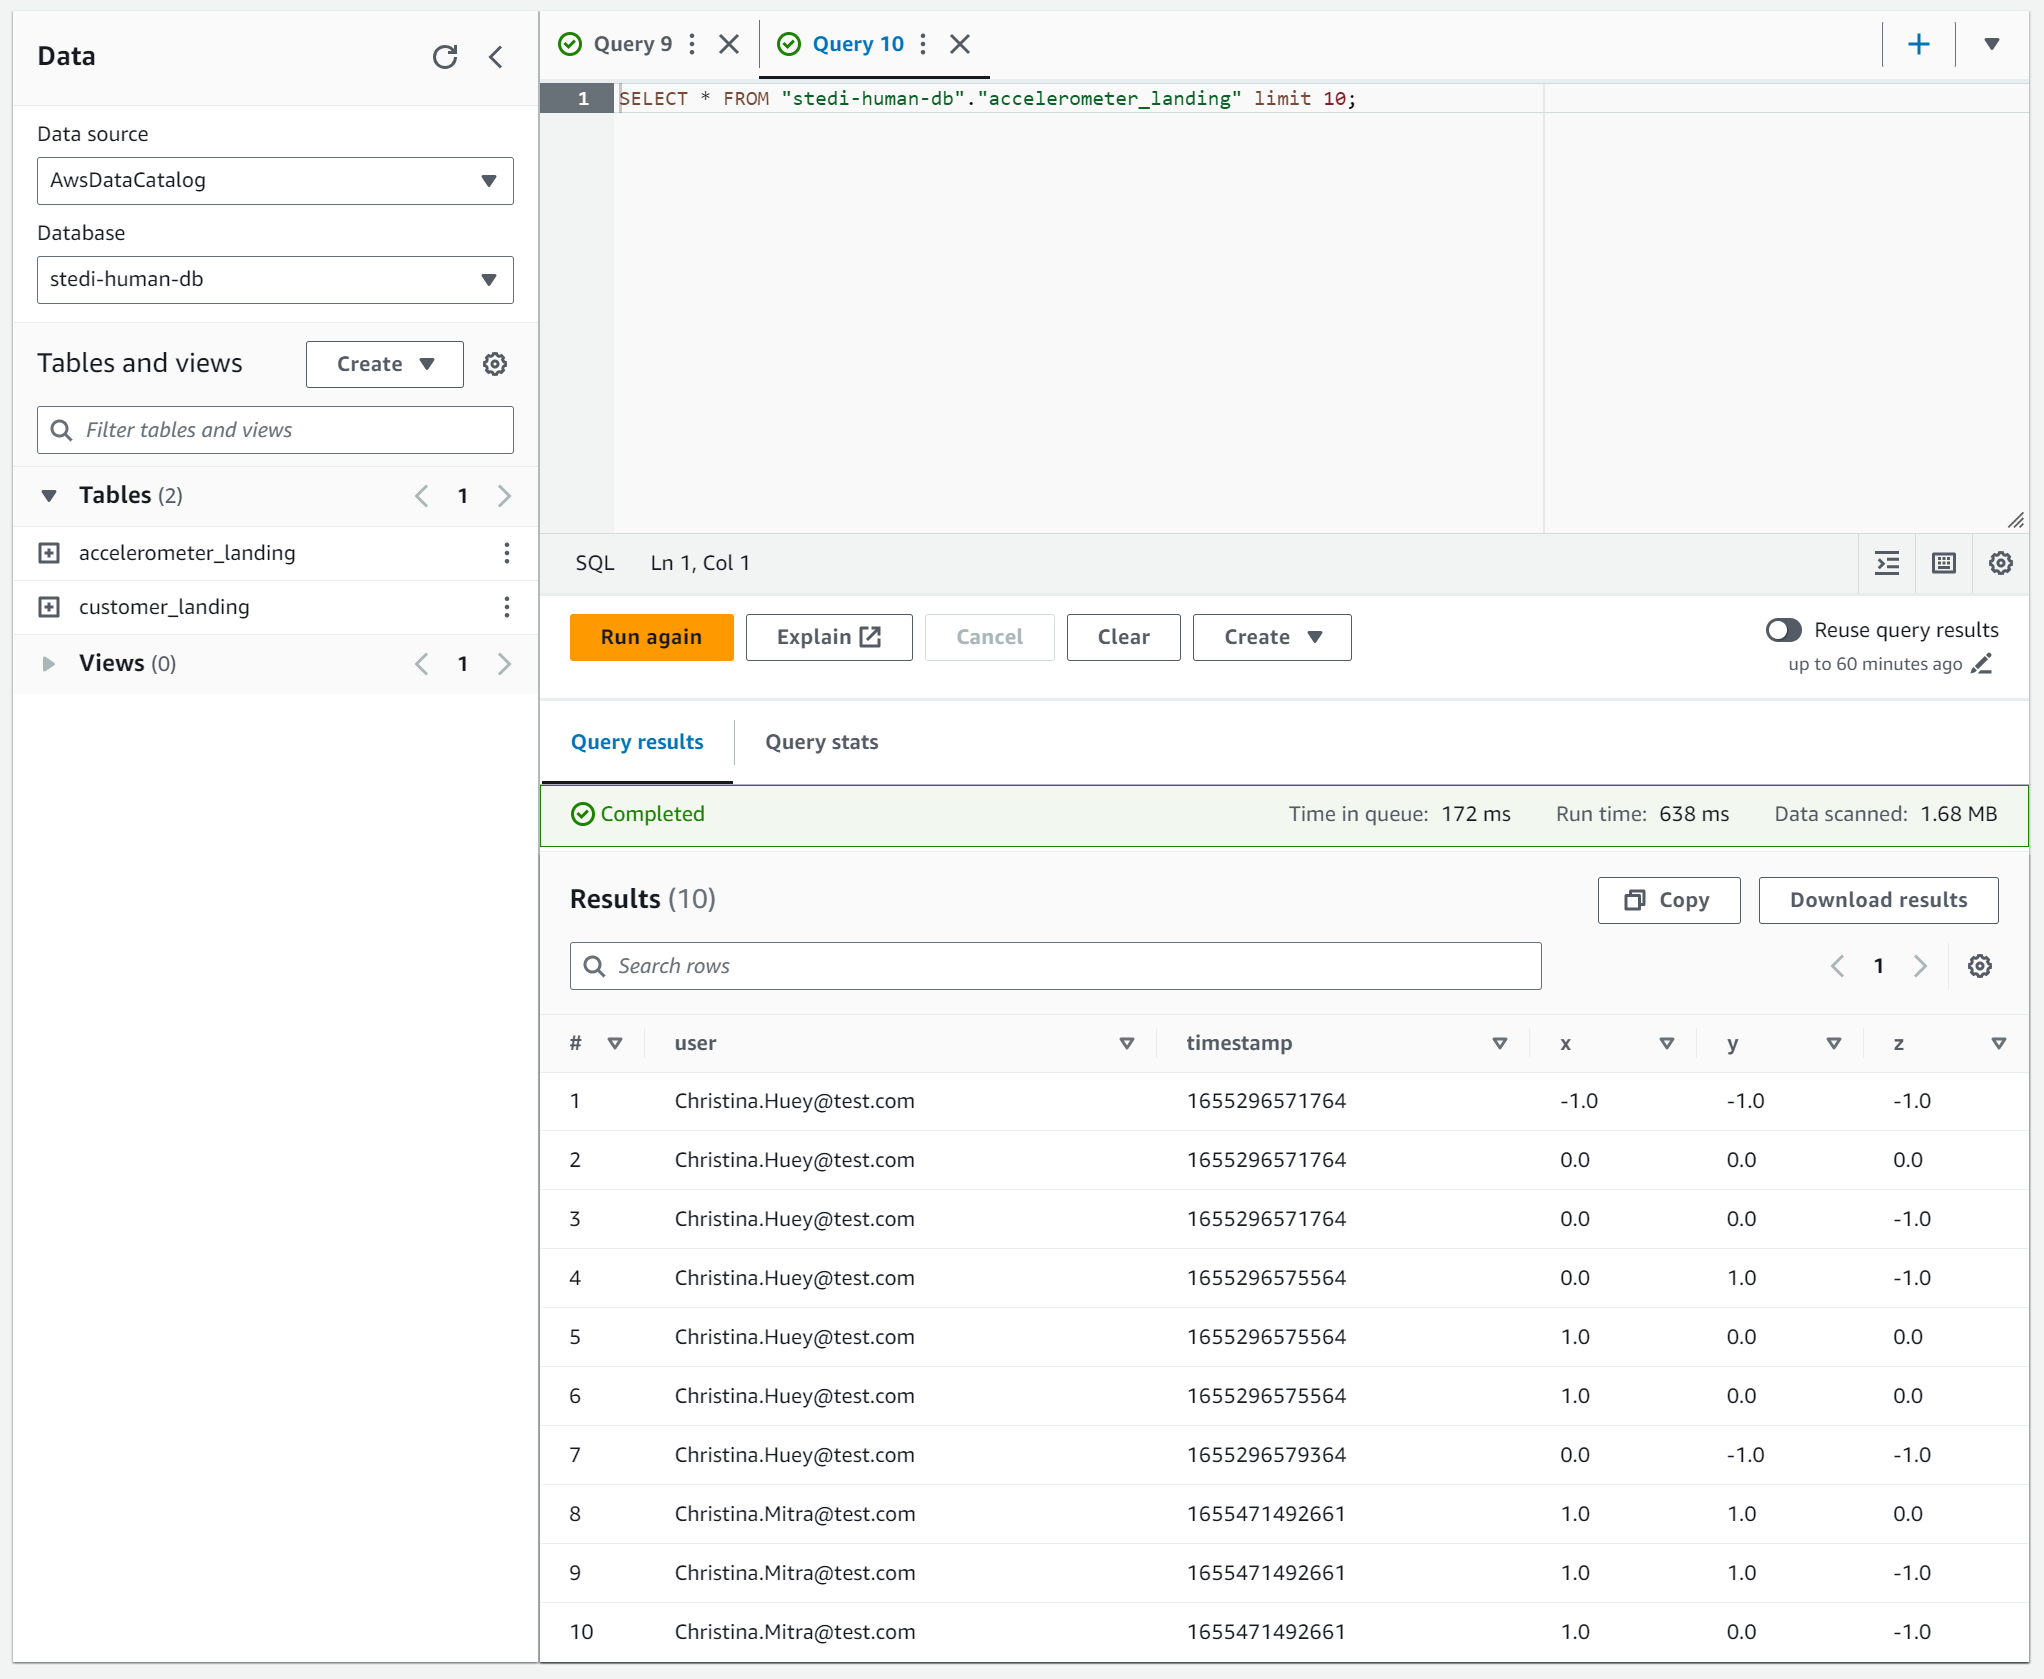 Data
Data source
AwsDataCatalog
Database
stedi-human-db
Tables and views
Create
Filter tables and views
Tables (2)
1
accelerometer_landing
customer_landing
Views (0)
1
Query 9
Query 10
1
SELECT * FROM "stedi-human-db"."accelerometer_landing" limit 10;
SQL Ln 1, Col 1
Run again
Explain
Cancel
Clear
Create
Reuse query results
up to 60 minutes ago
Query results
Query stats
Completed
Time in queue: 172 ms
Run time: 638 ms
Data scanned: 1.68 MB
Results (10)
Copy
Download results
Search rows
1
# user timestamp x y z
1 Christina.Huey@test.com 1655296571764 -1.0 -1.0 -1.0
2 Christina.Huey@test.com 1655296571764 0.0 0.0 0.0
3 Christina.Huey@test.com 1655296571764 0.0 0.0 -1.0
4 Christina.Huey@test.com 1655296575564 0.0 1.0 -1.0
5 Christina.Huey@test.com 1655296575564 1.0 0.0 0.0
6 Christina.Huey@test.com 1655296575564 1.0 0.0 0.0
7 Christina.Huey@test.com 1655296579364 0.0 -1.0 -1.0
8 Christina.Mitra@test.com 1655471492661 1.0 1.0 0.0
9 Christina.Mitra@test.com 1655471492661 1.0 1.0 -1.0
10 Christina.Mitra@test.com 1655471492661 1.0 0.0 -1.0